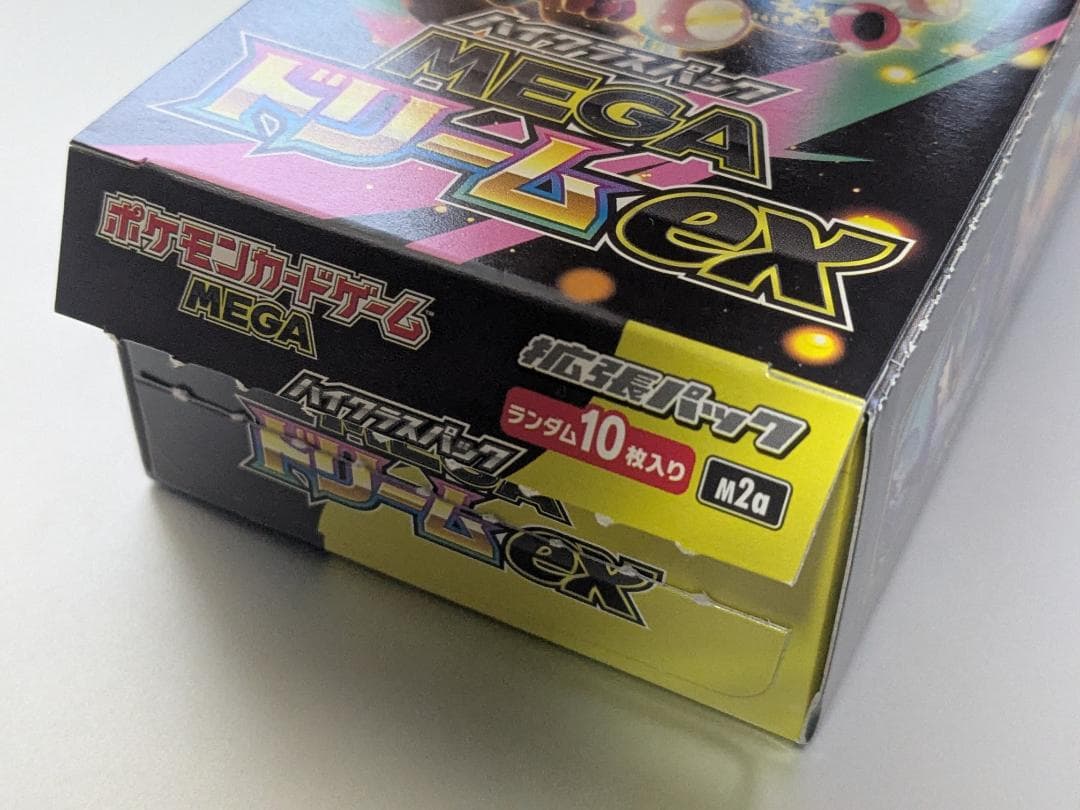 ハイクラスパック
MEGA
ドリームex
ポケモンカードゲーム
MEGA
拡張パック
ランダム10枚入り
M2a
ハイクラスパック
ドリームex